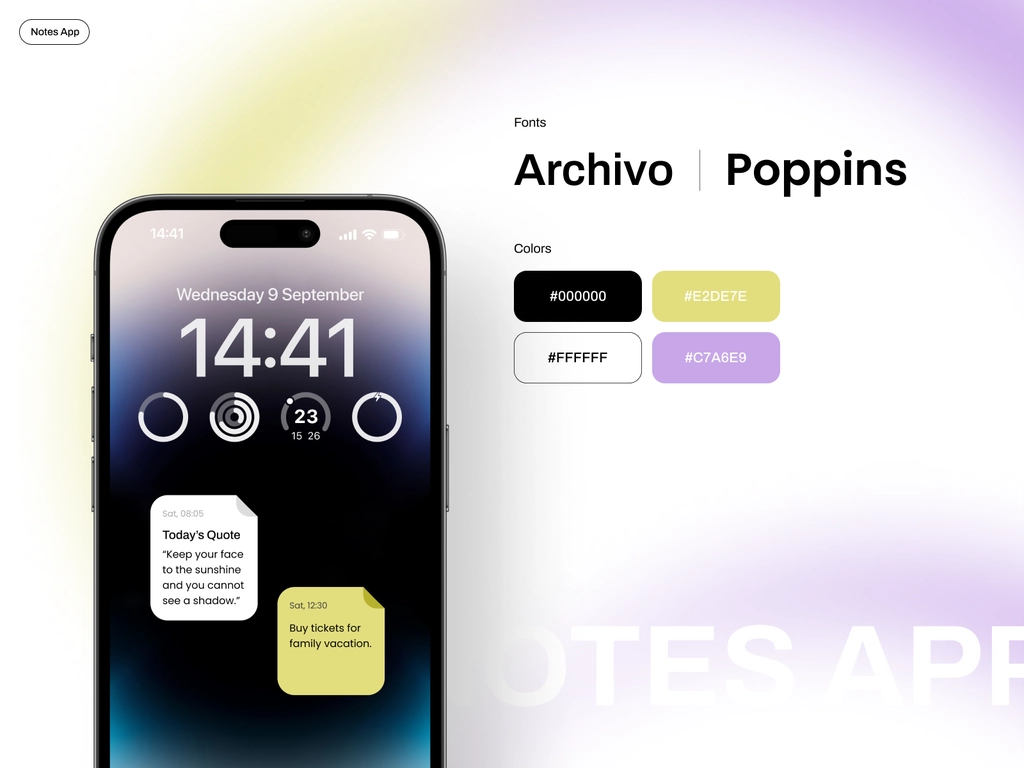 Notes App
Fonts
Archivo
Poppins
Colors
#000000
#E2DE7E
#FFFFFF
#C7A6E9
14:41
Wednesday 9 September
14:41
23
15 26
Sat, 08:05
Today’s Quote
“Keep your face
to the sunshine
and you cannot
see a shadow.”
Sat, 12:30
Buy tickets for
family vacation.
NOTES APP